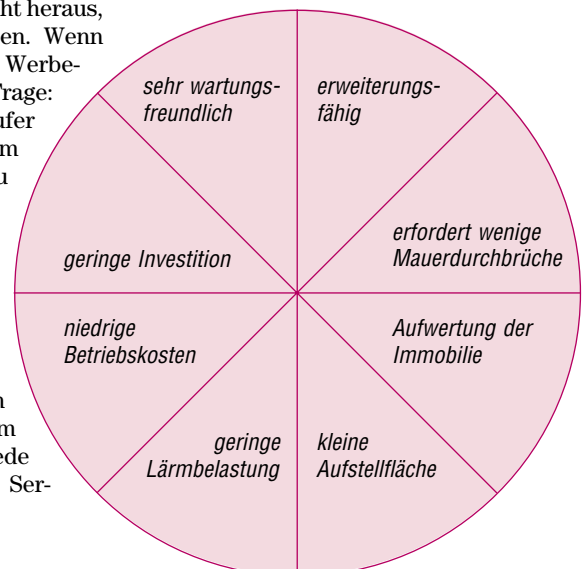 ht heraus,
en. Wenn
Werbe-
Frage:
ufer
m
u
n
m
ede
Ser-
sehr wartungs-
freundlich
erweiterungs-
fähig
erfordert wenige
Mauerdurchbrüche
Aufwertung der
Immobilie
kleine
Aufstellfläche
geringe
Lärmbelastung
niedrige
Betriebskosten
geringe Investition